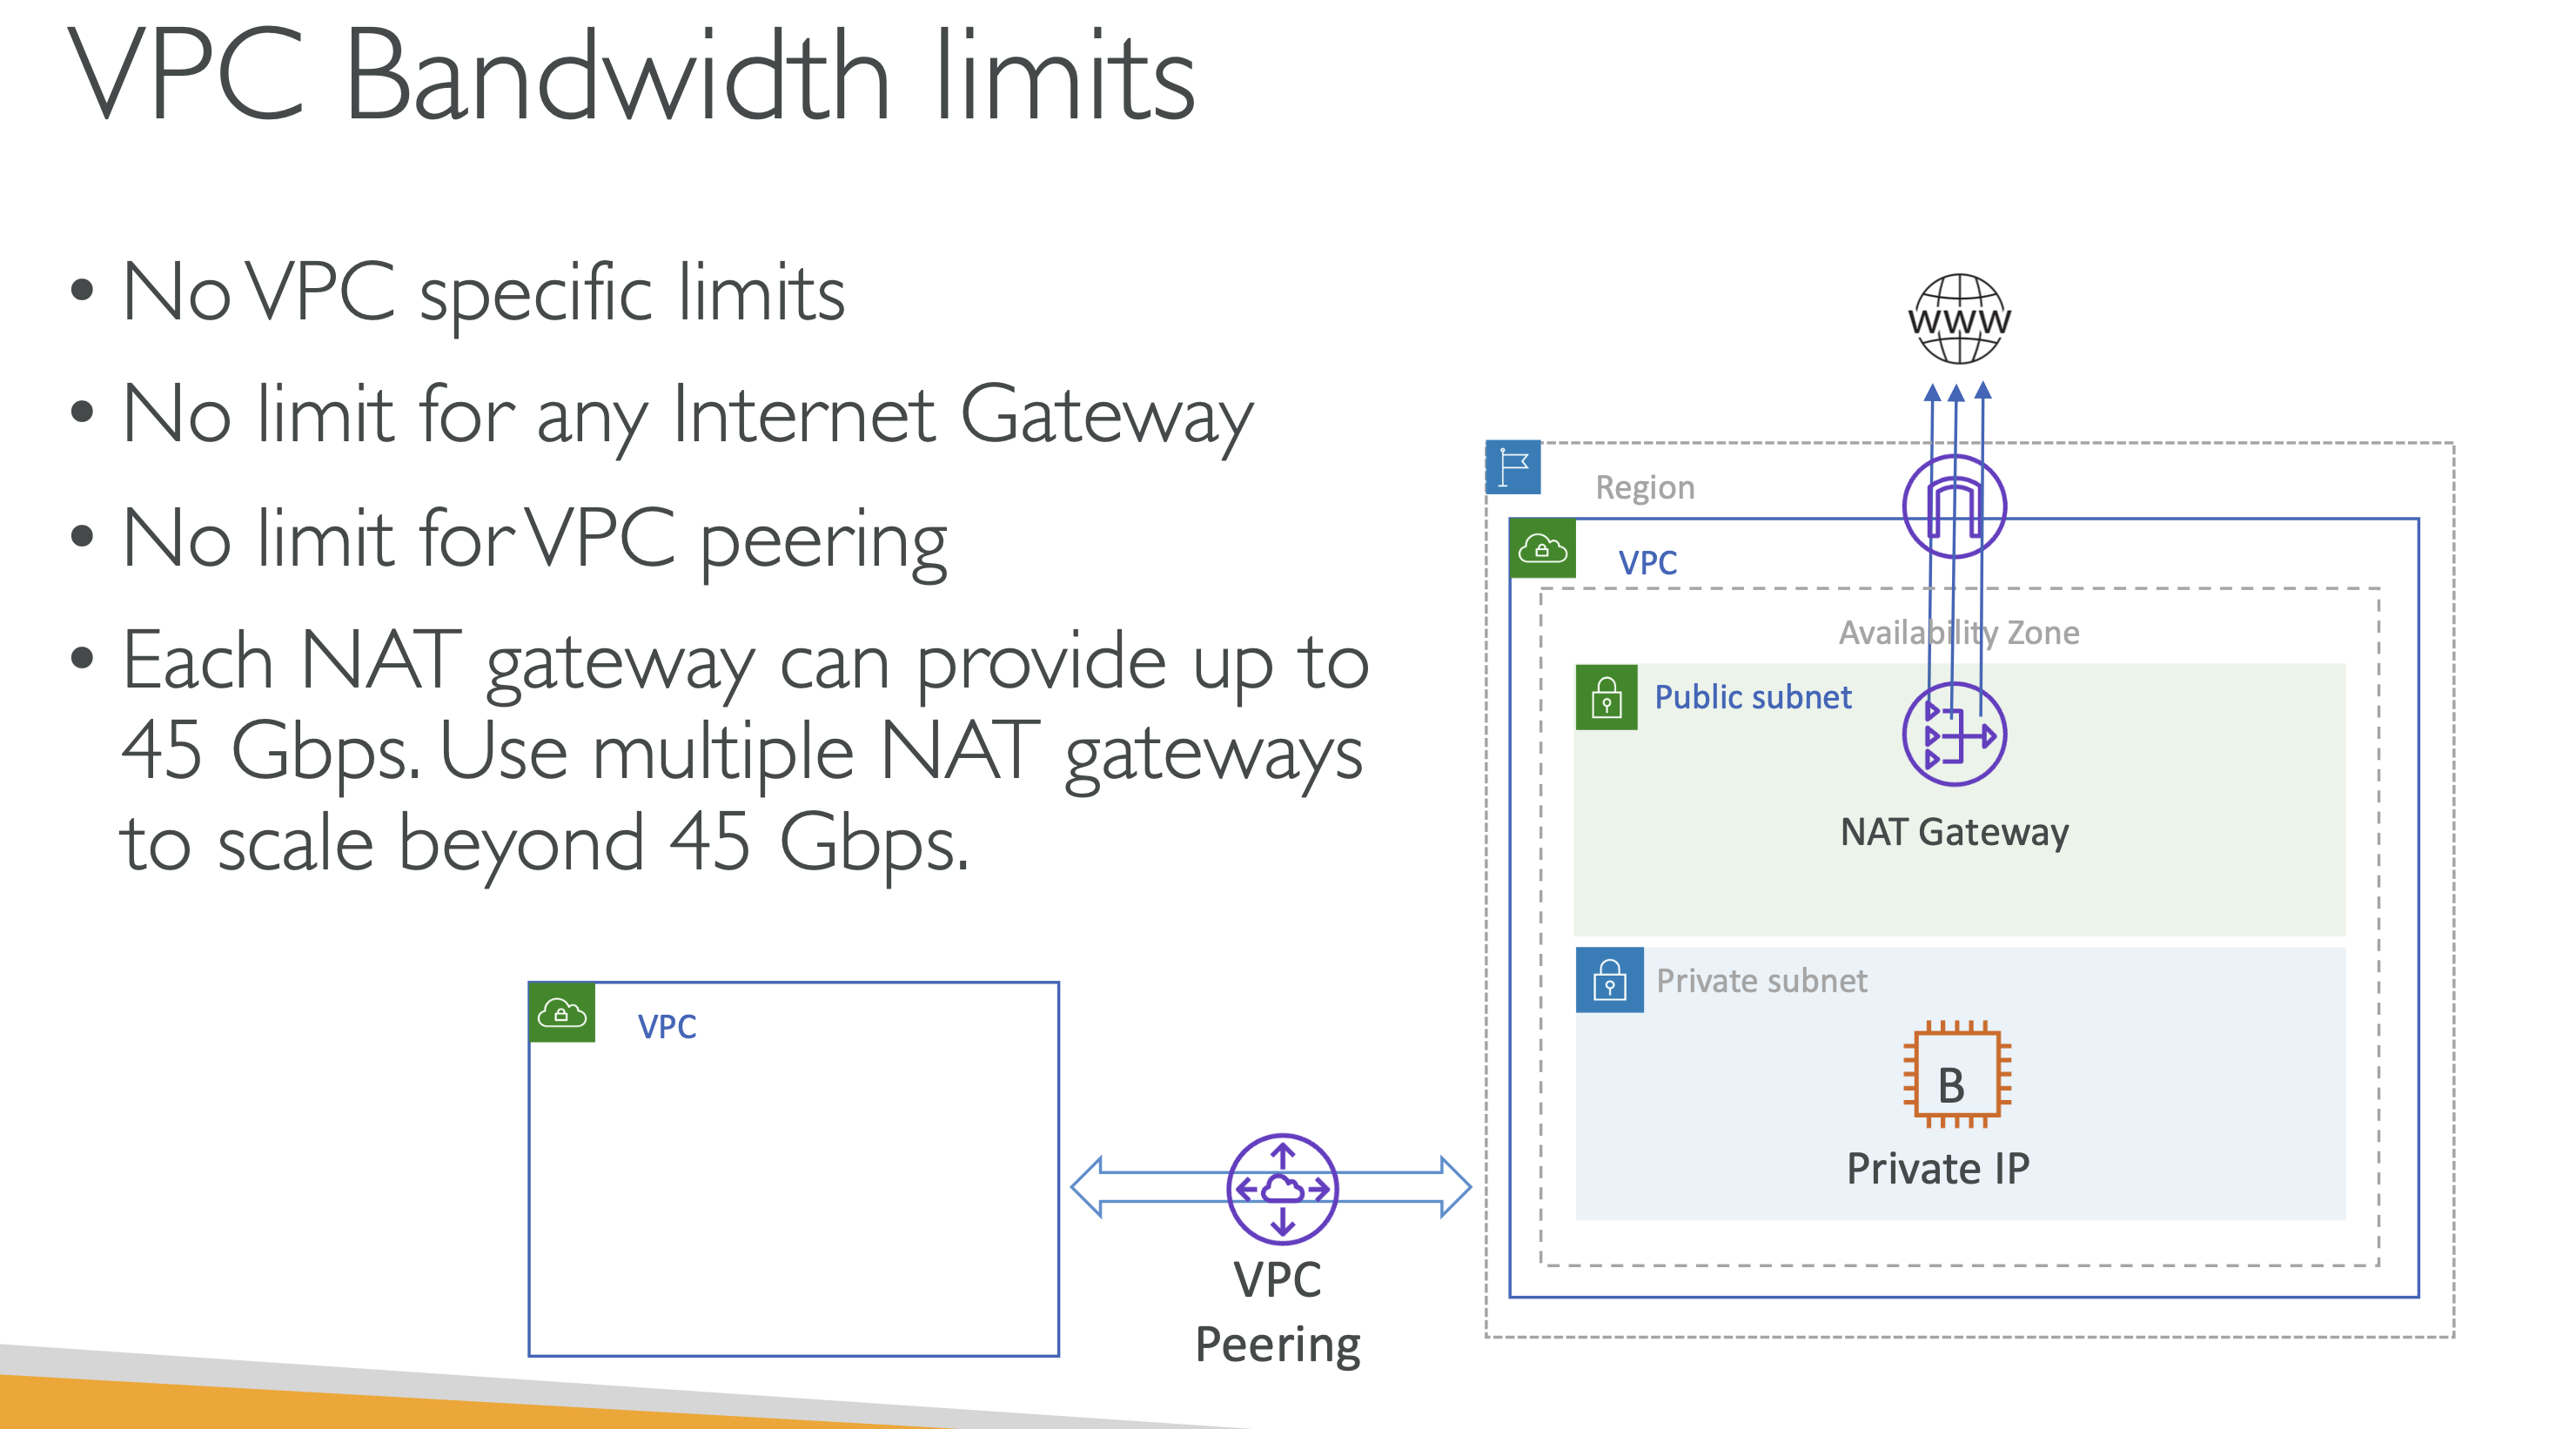 VPC Bandwidth limits
• No VPC specific limits
• No limit for any Internet Gateway
• No limit for VPC peering
• Each NAT gateway can provide up to
45 Gbps. Use multiple NAT gateways
to scale beyond 45 Gbps.
WWW
Region
VPC
Availability Zone
Public subnet
NAT Gateway
Private subnet
B
Private IP
VPC
VPC
Peering